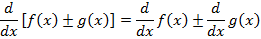 d/dx [f(x) ± g(x)] = d/dx f(x) ± d/dx g(x)